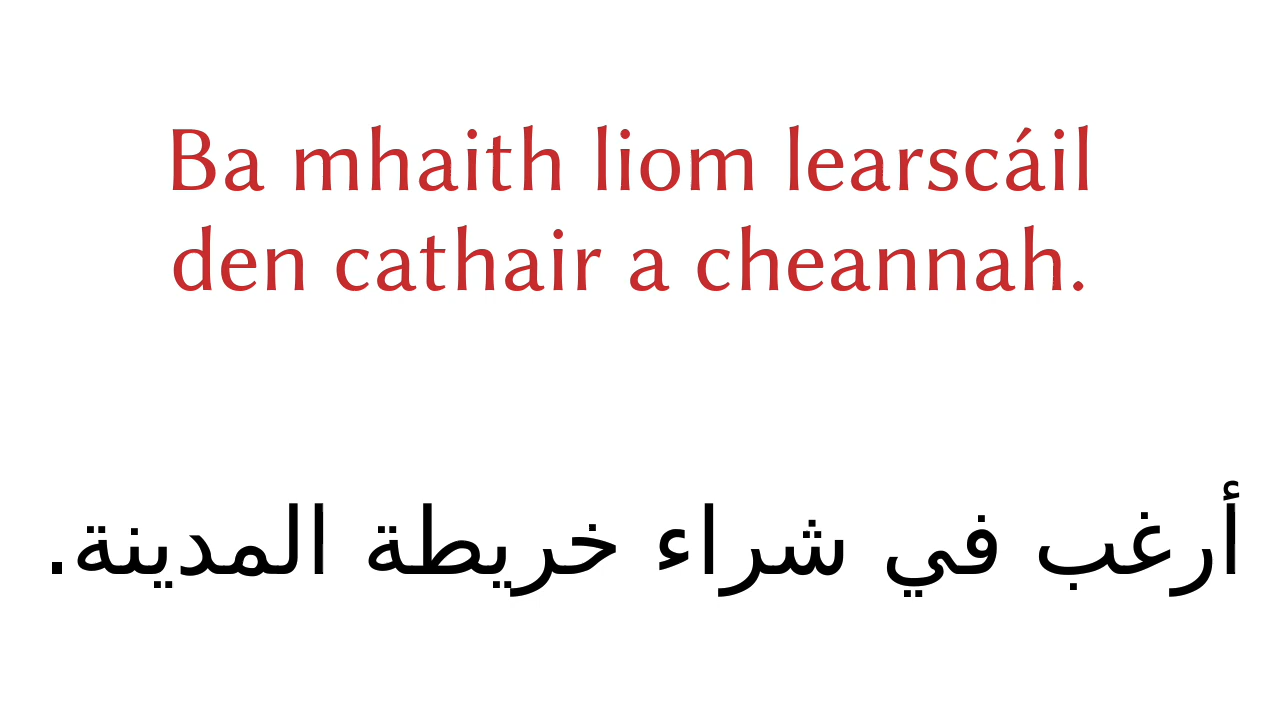 Ba mhaith liom learscáil
den cathair a cheannah.
أرغب في شراء خريطة المدينة.